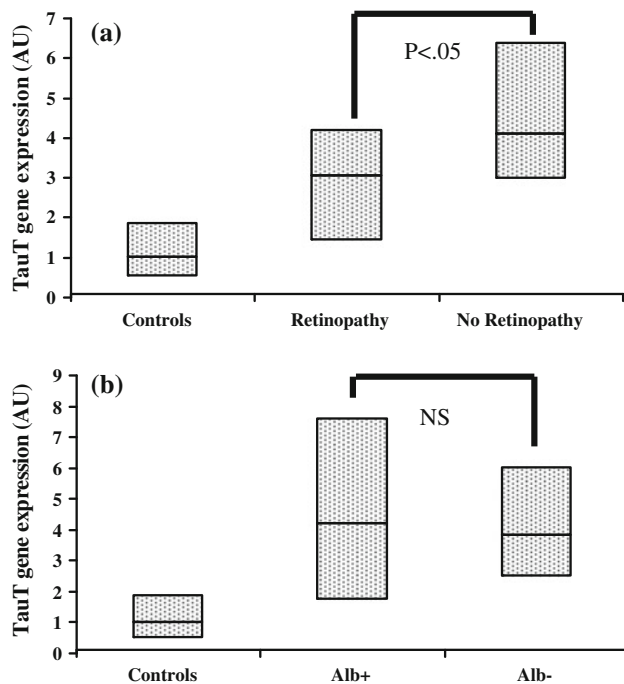 (a)
TauT gene expression (AU)
7
6
5
4
3
2
1
0
P<.05
Controls Retinopathy No Retinopathy
(b)
TauT gene expression (AU)
9
8
7
6
5
4
3
2
1
0
NS
Controls Alb+ Alb-